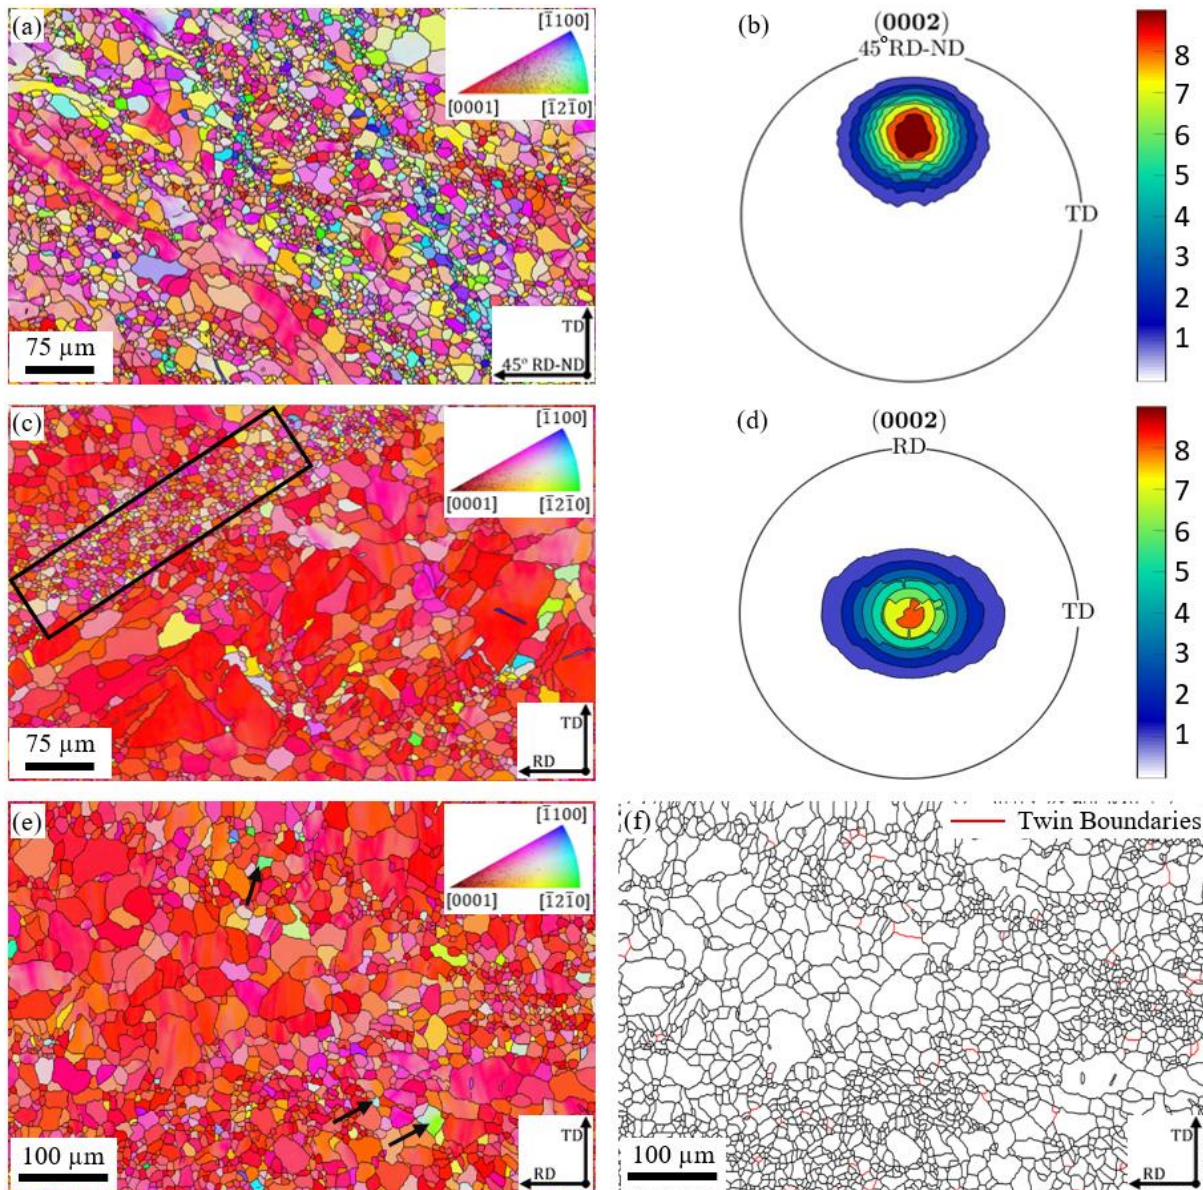 (a)
[1̅100]
[0001]
[1̅21̅0]
TD
45° RD-ND
75 µm
(b)
(0002)
45°RD-ND
TD
8
7
6
5
4
3
2
1
(c)
[1̅100]
[0001]
[1̅21̅0]
TD
RD
75 µm
(d)
(0002)
RD
TD
8
7
6
5
4
3
2
1
(e)
[1̅100]
[0001]
[1̅21̅0]
TD
RD
100 µm
(f)
Twin Boundaries
TD
RD
100 µm